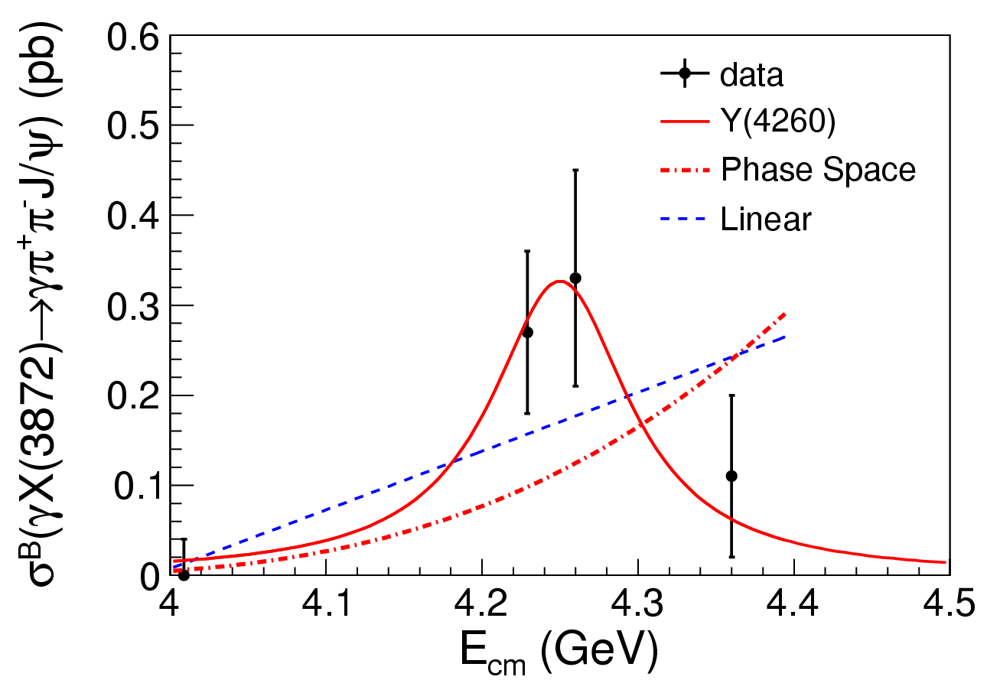 σᴮ(γX(3872)→γπ⁺π⁻J/ψ) (pb)
0.6
0.5
0.4
0.3
0.2
0.1
0
data
Y(4260)
Phase Space
Linear
4 4.1 4.2 4.3 4.4 4.5
E_cm (GeV)